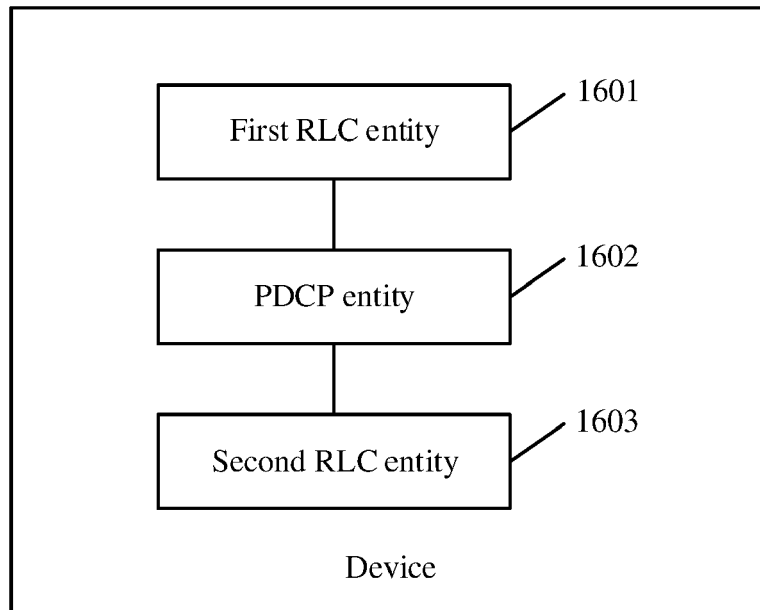 1601
First RLC entity
1602
PDCP entity
1603
Second RLC entity
Device